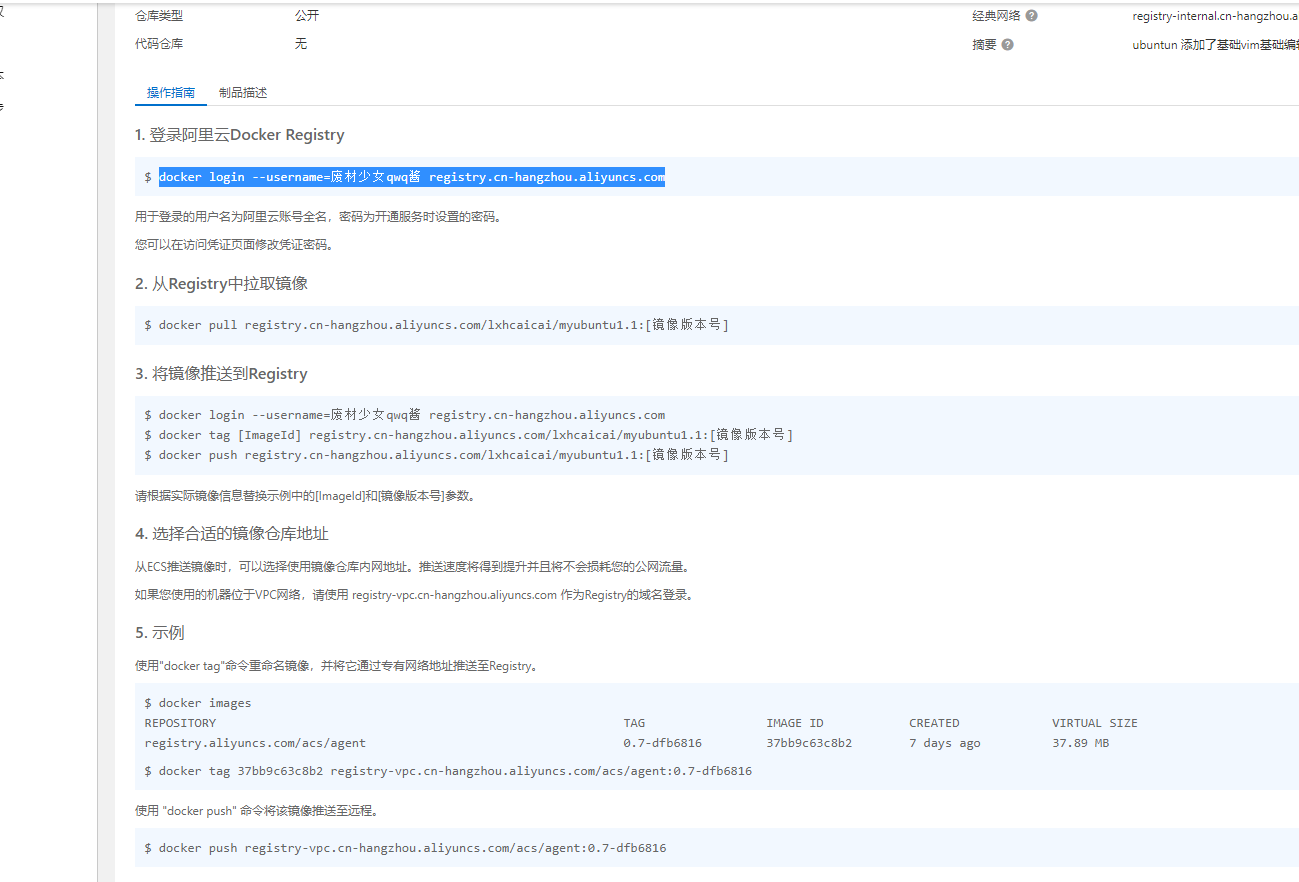 仓库类型 公开 经典网络 registry-internal.cn-hangzhou.a
代码仓库 无 摘要 ubuntun 添加了基础vim基础编辑
操作指南 制品描述
1. 登录阿里云Docker Registry
$ docker login --username=废材少女qwq酱 registry.cn-hangzhou.aliyuncs.com
用于登录的用户名为阿里云账号全名，密码为开通服务时设置的密码。
您可以在访问凭证页面修改凭证密码。
2. 从Registry中拉取镜像
$ docker pull registry.cn-hangzhou.aliyuncs.com/lxhcaicai/myubuntu1.1:[镜像版本号]
3. 将镜像推送到Registry
$ docker login --username=废材少女qwq酱 registry.cn-hangzhou.aliyuncs.com
$ docker tag [ImageId] registry.cn-hangzhou.aliyuncs.com/lxhcaicai/myubuntu1.1:[镜像版本号]
$ docker push registry.cn-hangzhou.aliyuncs.com/lxhcaicai/myubuntu1.1:[镜像版本号]
请根据实际镜像信息替换示例中的[ImageId]和[镜像版本号]参数。
4. 选择合适的镜像仓库地址
从ECS推送镜像时，可以选择使用镜像仓库内网地址。推送速度将得到提升并且将不会损耗您的公网流量。
如果您使用的机器位于VPC网络，请使用 registry-vpc.cn-hangzhou.aliyuncs.com 作为Registry的域名登录。
5. 示例
使用"docker tag"命令重命名镜像，并将它通过专有网络地址推送至Registry。
$ docker images
REPOSITORY TAG IMAGE ID CREATED VIRTUAL SIZE
registry.aliyuncs.com/acs/agent 0.7-dfb6816 37bb9c63c8b2 7 days ago 37.89 MB
$ docker tag 37bb9c63c8b2 registry-vpc.cn-hangzhou.aliyuncs.com/acs/agent:0.7-dfb6816
使用 "docker push" 命令将该镜像推送至远程。
$ docker push registry-vpc.cn-hangzhou.aliyuncs.com/acs/agent:0.7-dfb6816